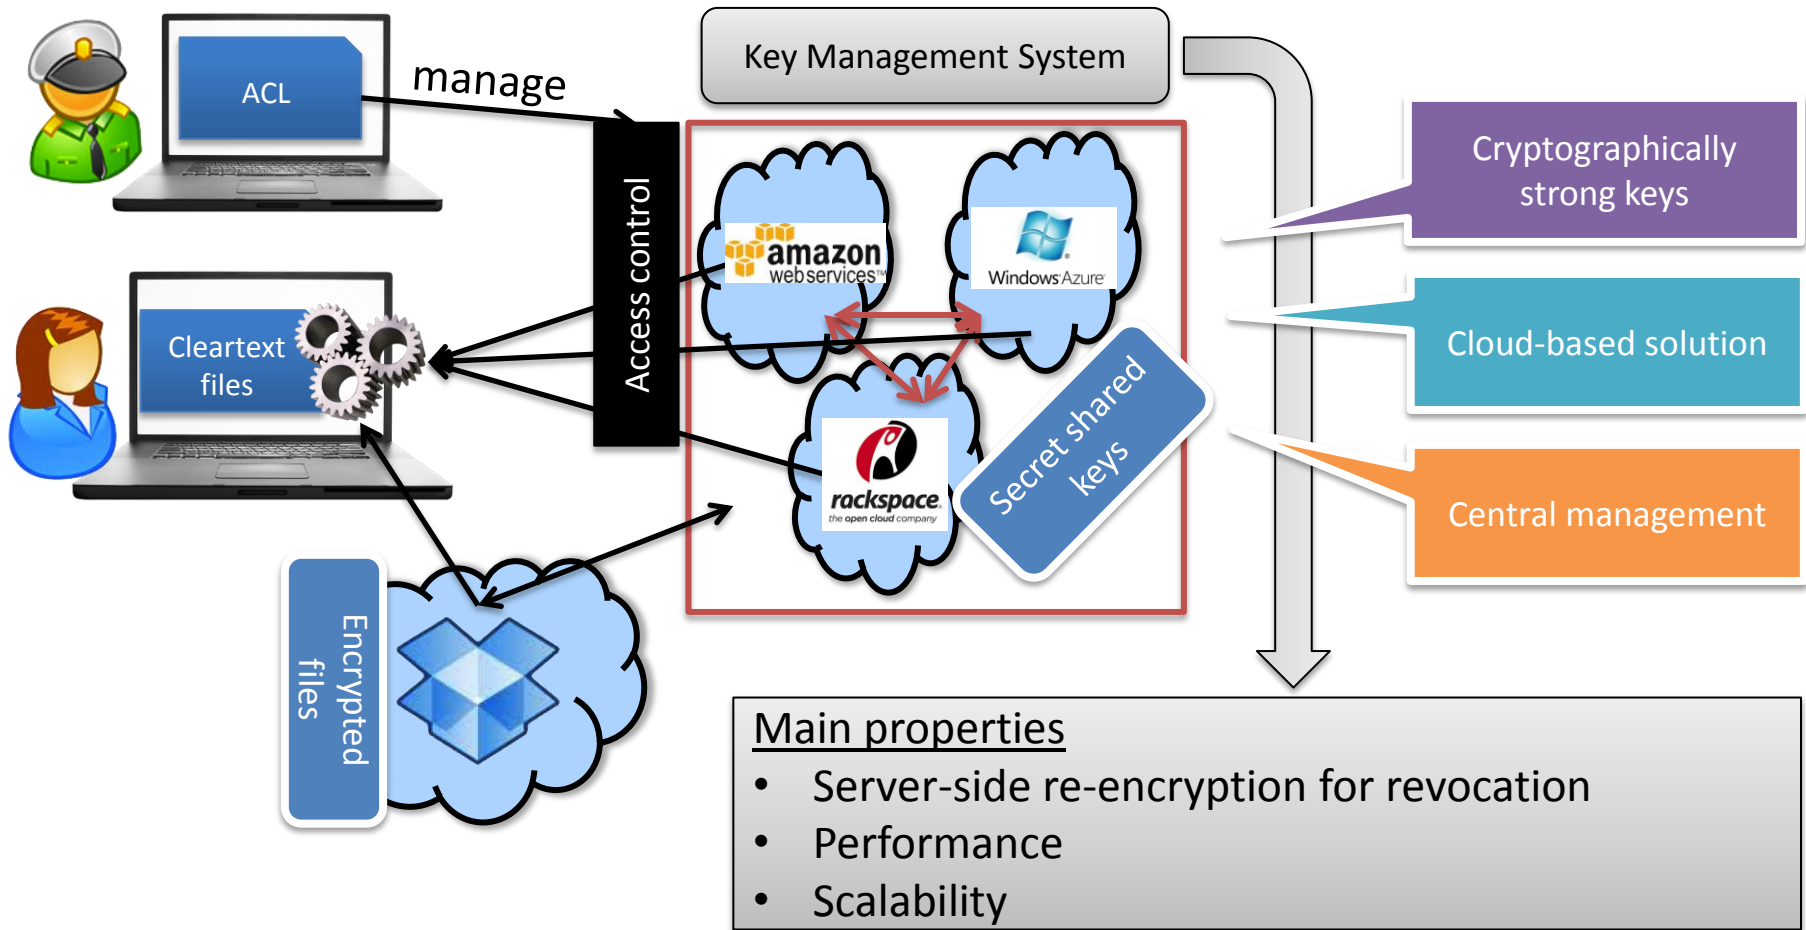 ACL
manage
Key Management System
Cryptographically
strong keys
Access control
amazon
webservices™
Windows Azure
Cleartext
files
Cloud-based solution
Secret shared
keys
rackspace
the open cloud company
Central management
Encrypted
files
Main properties
• Server-side re-encryption for revocation
• Performance
• Scalability